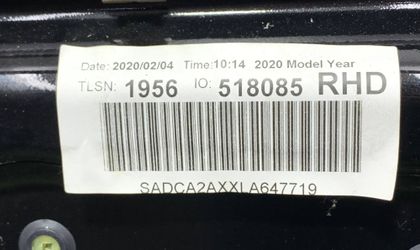 Date: 2020/02/04 Time:10:14 2020 Model Year
TLSN: 1956 IO: 518085 RHD
SADCA2AXXLA647719